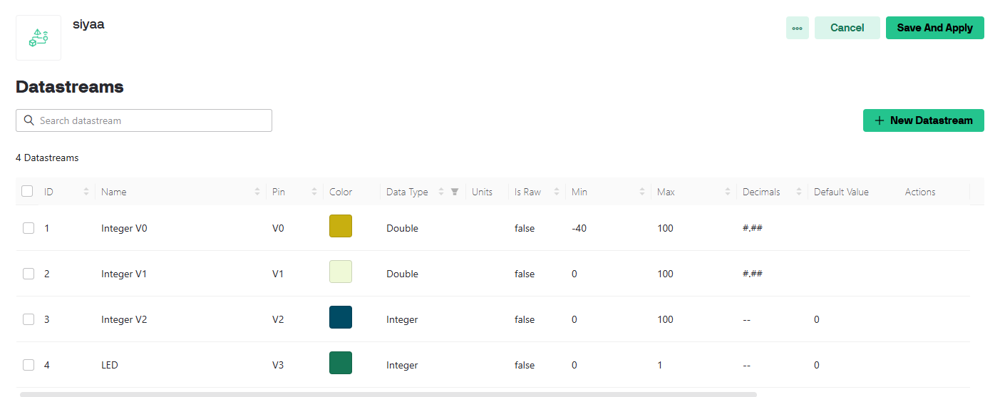 siyaa
Cancel
Save And Apply
Datastreams
Search datastream
New Datastream
4 Datastreams
ID Name Pin Color Data Type Units Is Raw Min Max Decimals Default Value Actions
1 Integer V0 V0 Double false -40 100 #.##
2 Integer V1 V1 Double false 0 100 #.##
3 Integer V2 V2 Integer false 0 100 -- 0
4 LED V3 Integer false 0 1 -- 0